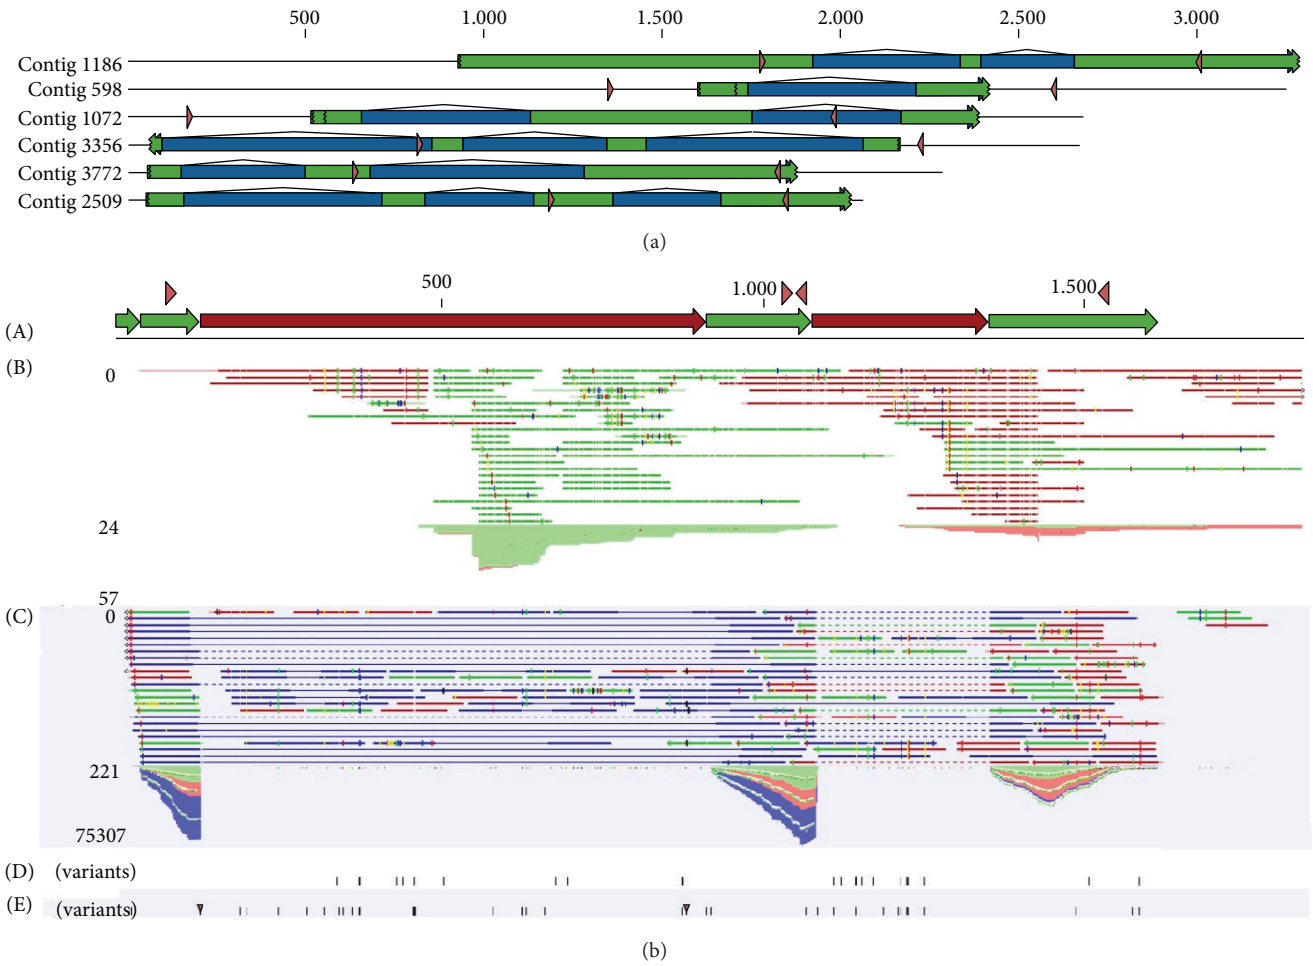 500 1.000 1.500 2.000 2.500 3.000
Contig 1186
Contig 598
Contig 1072
Contig 3356
Contig 3772
Contig 2509
(a)
500 1.000 1.500
(A)
(B)
0
24
57
(C)
0
221
75307
(D) (variants)
(E) (variants)
(b)